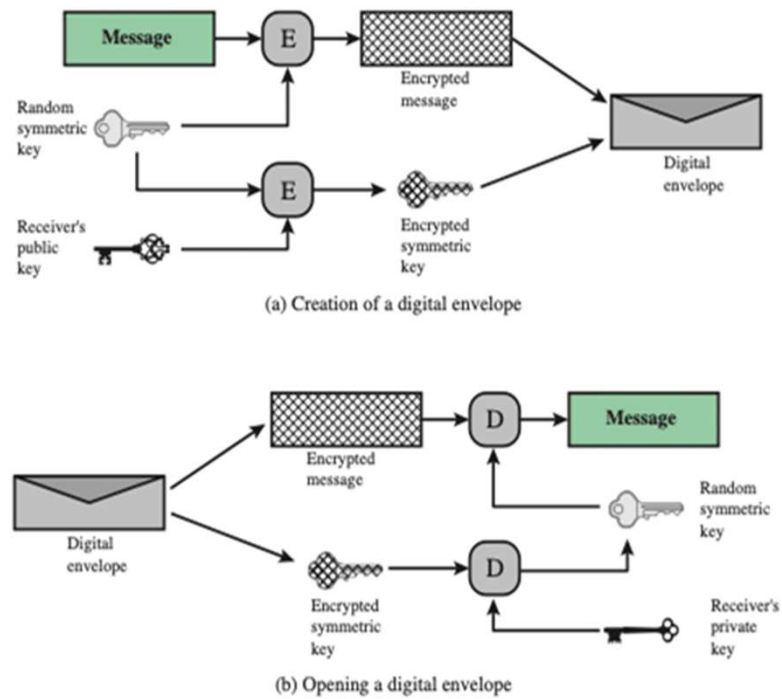 Message
E
Encrypted
message
Random
symmetric
key
Digital
envelope
E
Receiver's
public
key
Encrypted
symmetric
key
(a) Creation of a digital envelope
Encrypted
message
D
Message
Digital
envelope
Random
symmetric
key
D
Encrypted
symmetric
key
Receiver's
private
key
(b) Opening a digital envelope